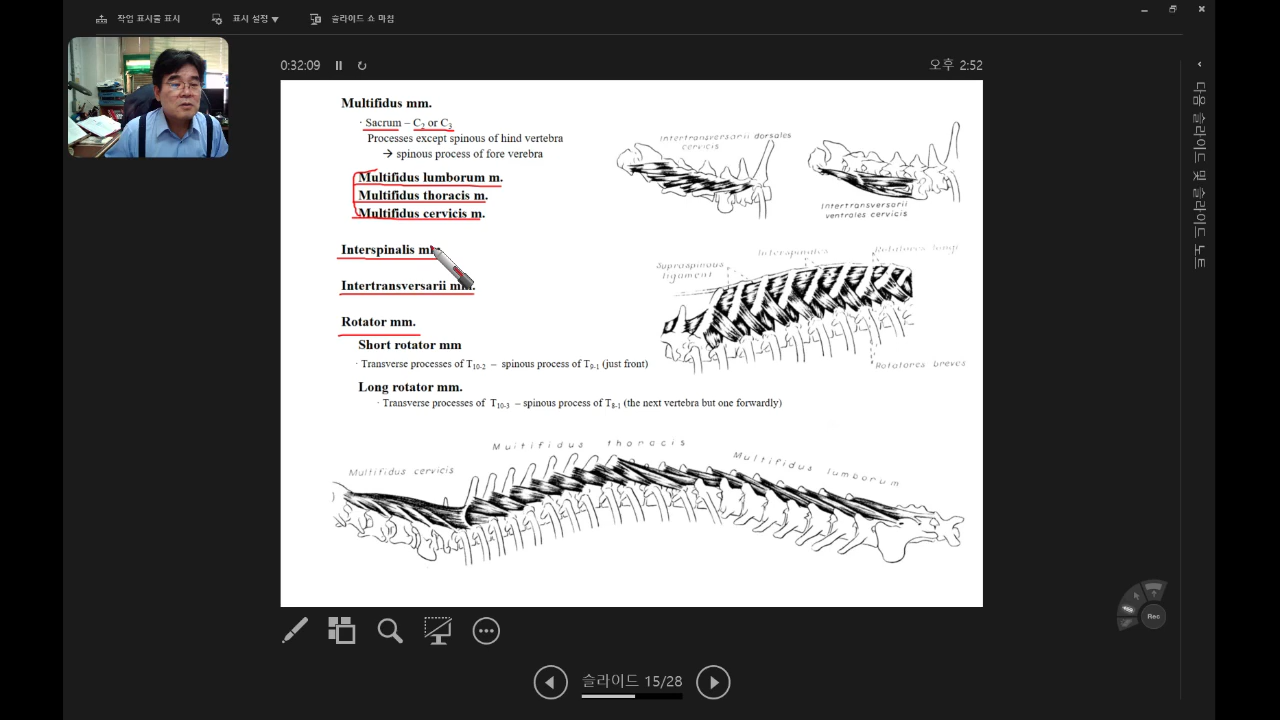 작업 표시줄 표시
표시 설정 ▼
슬라이드 쇼 마침
0:32:09
오후 2:52
다음 슬라이드 및 슬라이드 노트
Multifidus mm.
· Sacrum – C2 or C3
Processes except spinous of hind vertebra
→ spinous process of fore verebra
Multifidus lumborum m.
Multifidus thoracis m.
Multifidus cervicis m.
Interspinalis mm.
Intertransversarii mm.
Rotator mm.
Short rotator mm
· Transverse processes of T10-2 – spinous process of T9-1 (just front)
Long rotator mm.
· Transverse processes of T10-3 – spinous process of T8-1 (the next vertebra but one forwardly)
Intertransversarii dorsales
cervicis
Intertransversarii
ventrales cervicis
Supraspinous
ligament
Interspinales
Rotatores longi
Rotatores breves
Multifidus cervicis
Multifidus thoracis
Multifidus lumborum
Rec
슬라이드 15/28